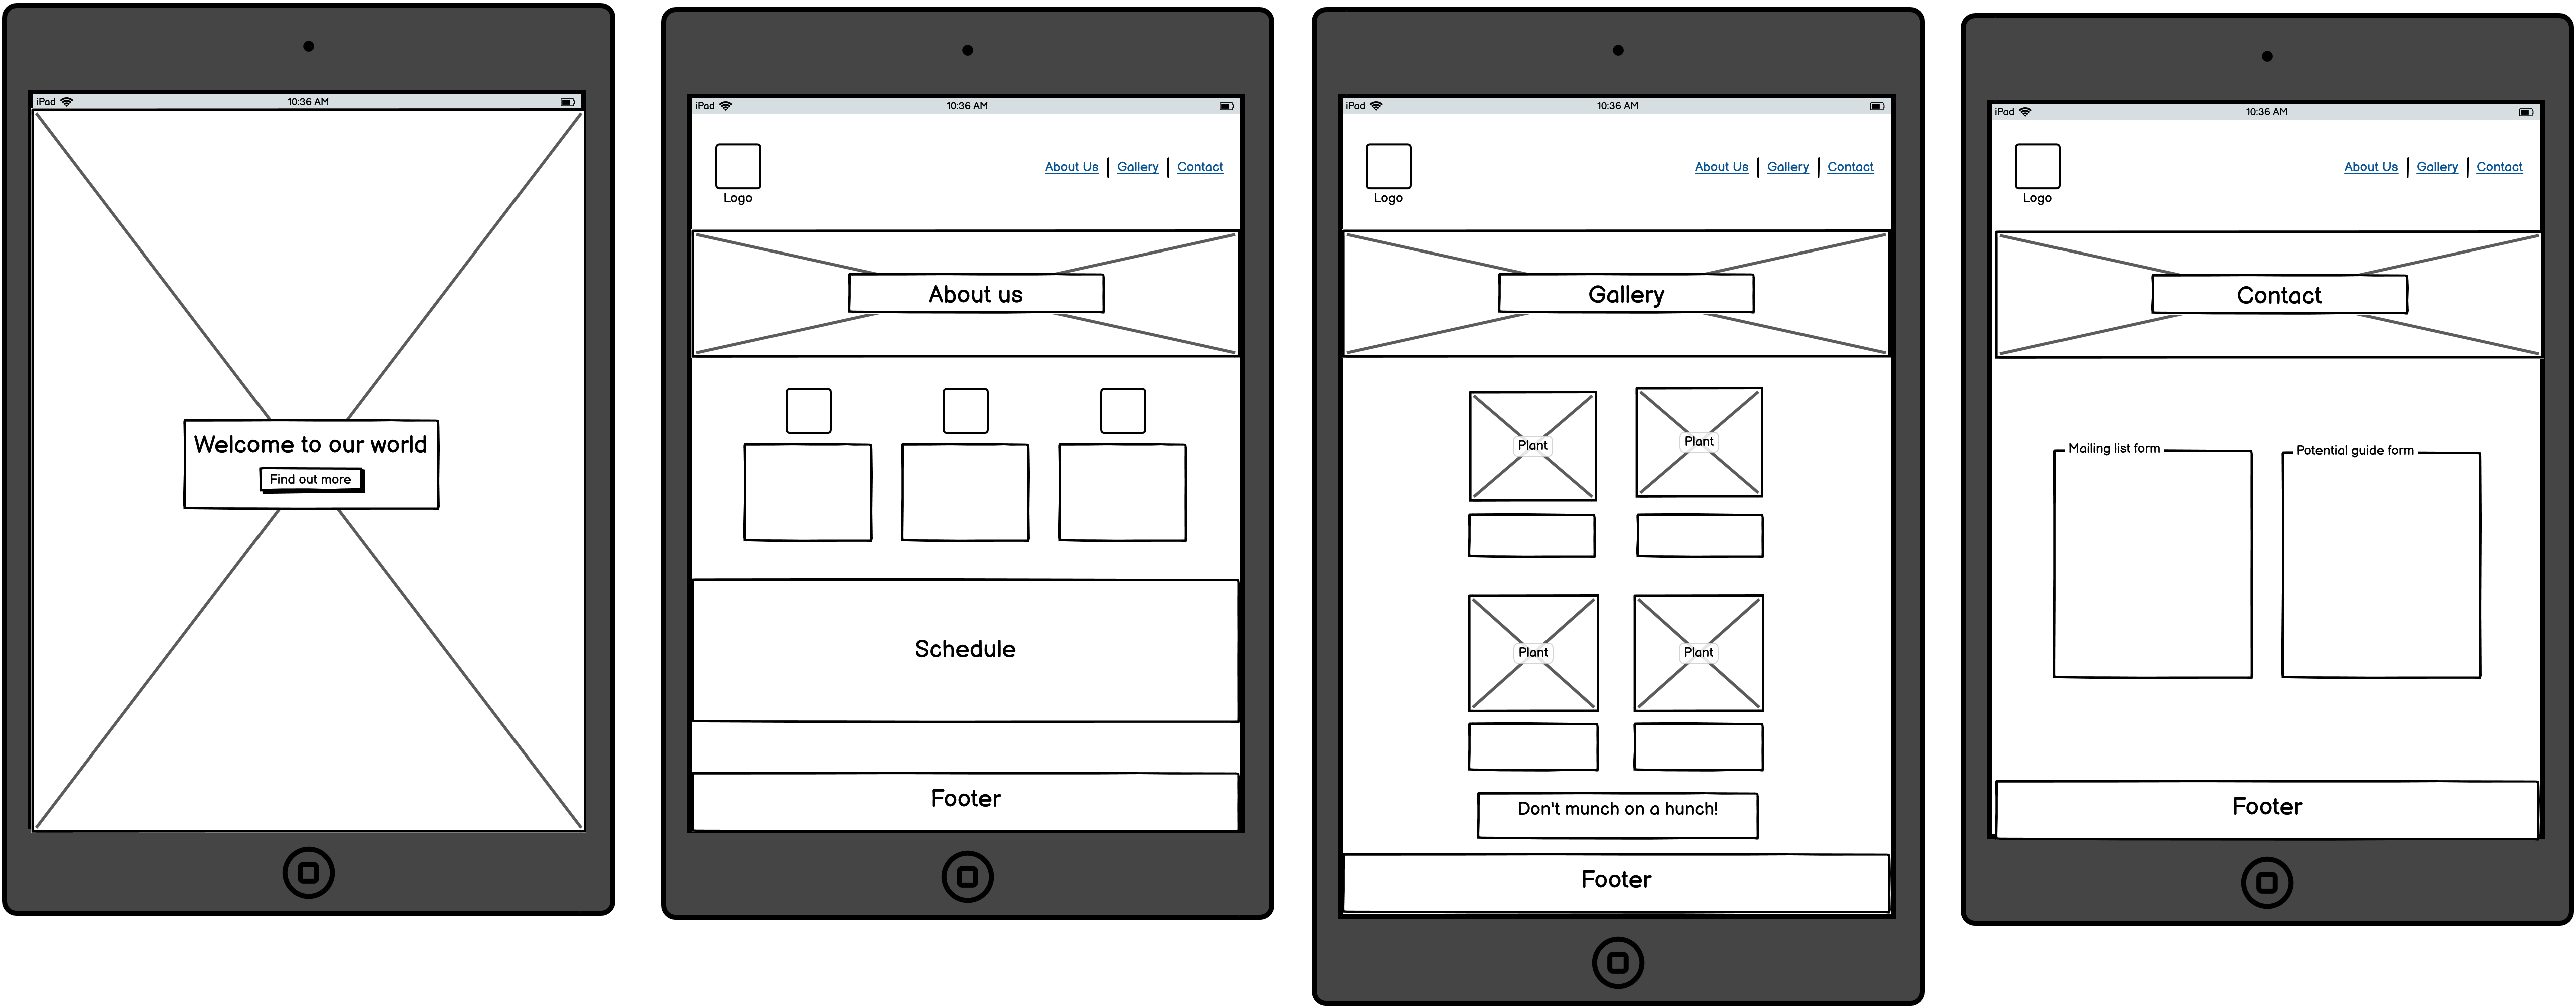 iPad 10:36 AM
Welcome to our world
Find out more
iPad 10:36 AM
Logo
About Us Gallery Contact
About us
Schedule
Footer
iPad 10:36 AM
Logo
About Us Gallery Contact
Gallery
Plant Plant
Plant Plant
Don't munch on a hunch!
Footer
iPad 10:36 AM
Logo
About Us Gallery Contact
Contact
Mailing list form Potential guide form
Footer